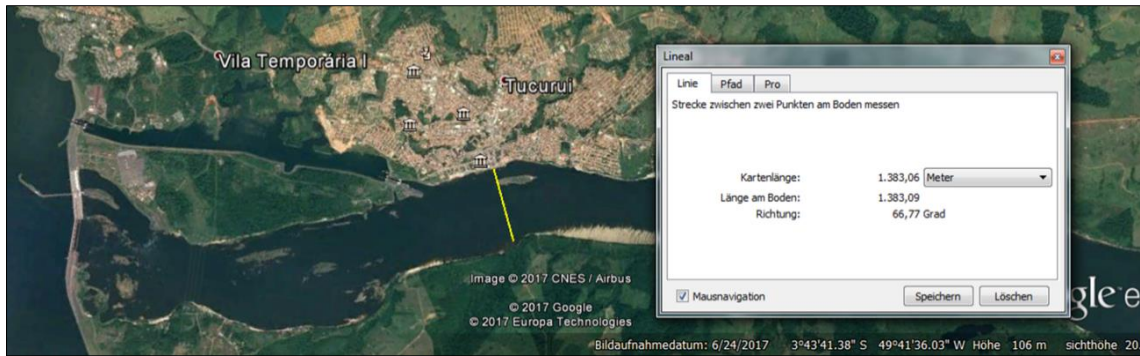 Vila Temporária I
Tucuruí
Image © 2017 CNES / Airbus
© 2017 Google
© 2017 Europa Technologies
Lineal
Linie Pfad Pro
Strecke zwischen zwei Punkten am Boden messen
Kartenlänge: 1.383,06 Meter
Länge am Boden: 1.383,09
Richtung: 66,77 Grad
Mausnavigation Speichern Löschen
Bildaufnahmedatum: 6/24/2017 3°43'41.38" S 49°41'36.03" W Höhe 106 m sichthöhe 20